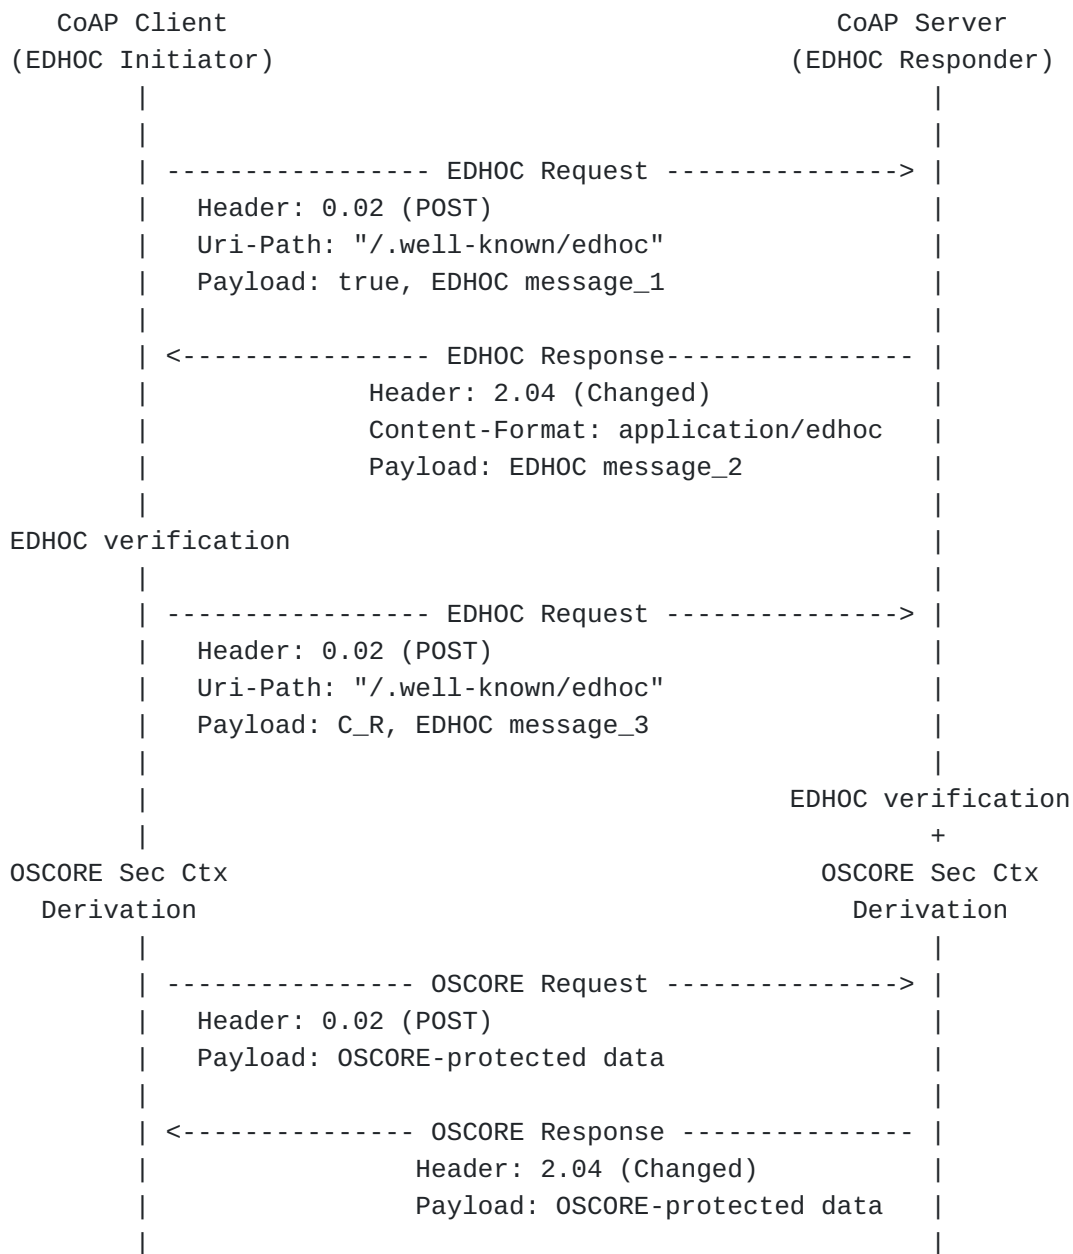 CoAP Client                                       CoAP Server
(EDHOC Initiator)                                 (EDHOC Responder)
        |                                                  |
        |                                                  |
        | ----------------- EDHOC Request ---------------> |
        |   Header: 0.02 (POST)                            |
        |   Uri-Path: "/.well-known/edhoc"                 |
        |   Payload: true, EDHOC message_1                 |
        |                                                  |
        | <---------------- EDHOC Response---------------- |
        |              Header: 2.04 (Changed)              |
        |              Content-Format: application/edhoc   |
        |              Payload: EDHOC message_2            |
        |                                                  |
EDHOC verification                                         |
        |                                                  |
        | ----------------- EDHOC Request ---------------> |
        |   Header: 0.02 (POST)                            |
        |   Uri-Path: "/.well-known/edhoc"                 |
        |   Payload: C_R, EDHOC message_3                  |
        |                                                  |
        |                                         EDHOC verification
        |                                                  +
OSCORE Sec Ctx                                      OSCORE Sec Ctx
  Derivation                                          Derivation
        |                                                  |
        | ---------------- OSCORE Request ---------------> |
        |   Header: 0.02 (POST)                            |
        |   Payload: OSCORE-protected data                 |
        |                                                  |
        | <--------------- OSCORE Response --------------- |
        |                 Header: 2.04 (Changed)           |
        |                 Payload: OSCORE-protected data   |
        |                                                  |